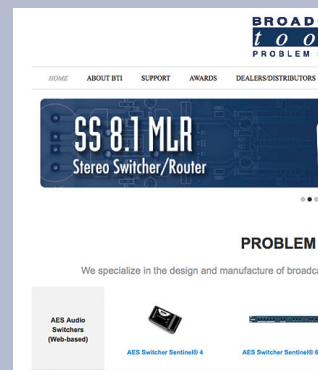 BROAD
t o o
PROBLEM
HOME ABOUT BTI SUPPORT AWARDS DEALERS/DISTRIBUTORS
SS 8.1 MLR
Stereo Switcher/Router
PROBLEM
We specialize in the design and manufacture of broadca
AES Audio
Switchers
(Web-based)
AES Switcher Sentinel® 4 AES Switcher Sentinel® 6